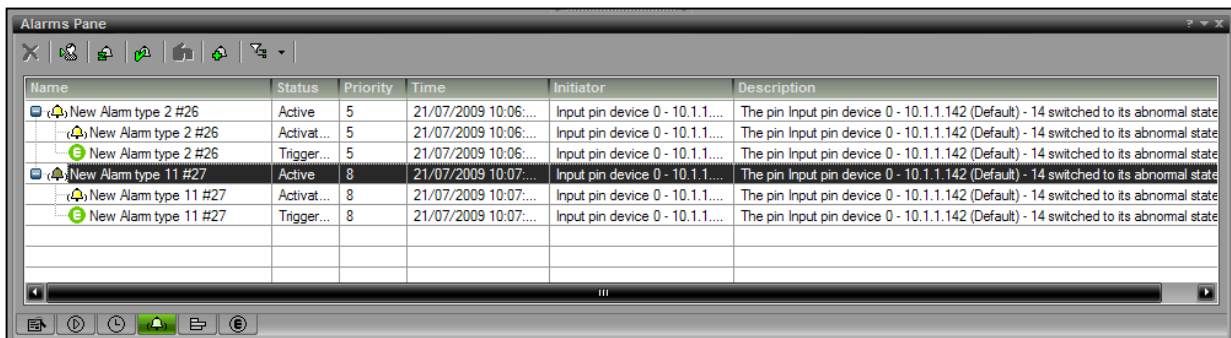 Alarms Pane
Name Status Priority Time Initiator Description
New Alarm type 2 #26 Active 5 21/07/2009 10:06:... Input pin device 0 - 10.1.1.... The pin Input pin device 0 - 10.1.1.142 (Default) - 14 switched to its abnormal state
New Alarm type 2 #26 Activat... 5 21/07/2009 10:06:... Input pin device 0 - 10.1.1.... The pin Input pin device 0 - 10.1.1.142 (Default) - 14 switched to its abnormal state
E New Alarm type 2 #26 Trigger... 5 21/07/2009 10:06:... Input pin device 0 - 10.1.1.... The pin Input pin device 0 - 10.1.1.142 (Default) - 14 switched to its abnormal state
New Alarm type 11 #27 Active 8 21/07/2009 10:07:... Input pin device 0 - 10.1.1.... The pin Input pin device 0 - 10.1.1.142 (Default) - 14 switched to its abnormal state
New Alarm type 11 #27 Activat... 8 21/07/2009 10:07:... Input pin device 0 - 10.1.1.... The pin Input pin device 0 - 10.1.1.142 (Default) - 14 switched to its abnormal state
E New Alarm type 11 #27 Trigger... 8 21/07/2009 10:07:... Input pin device 0 - 10.1.1.... The pin Input pin device 0 - 10.1.1.142 (Default) - 14 switched to its abnormal state
E